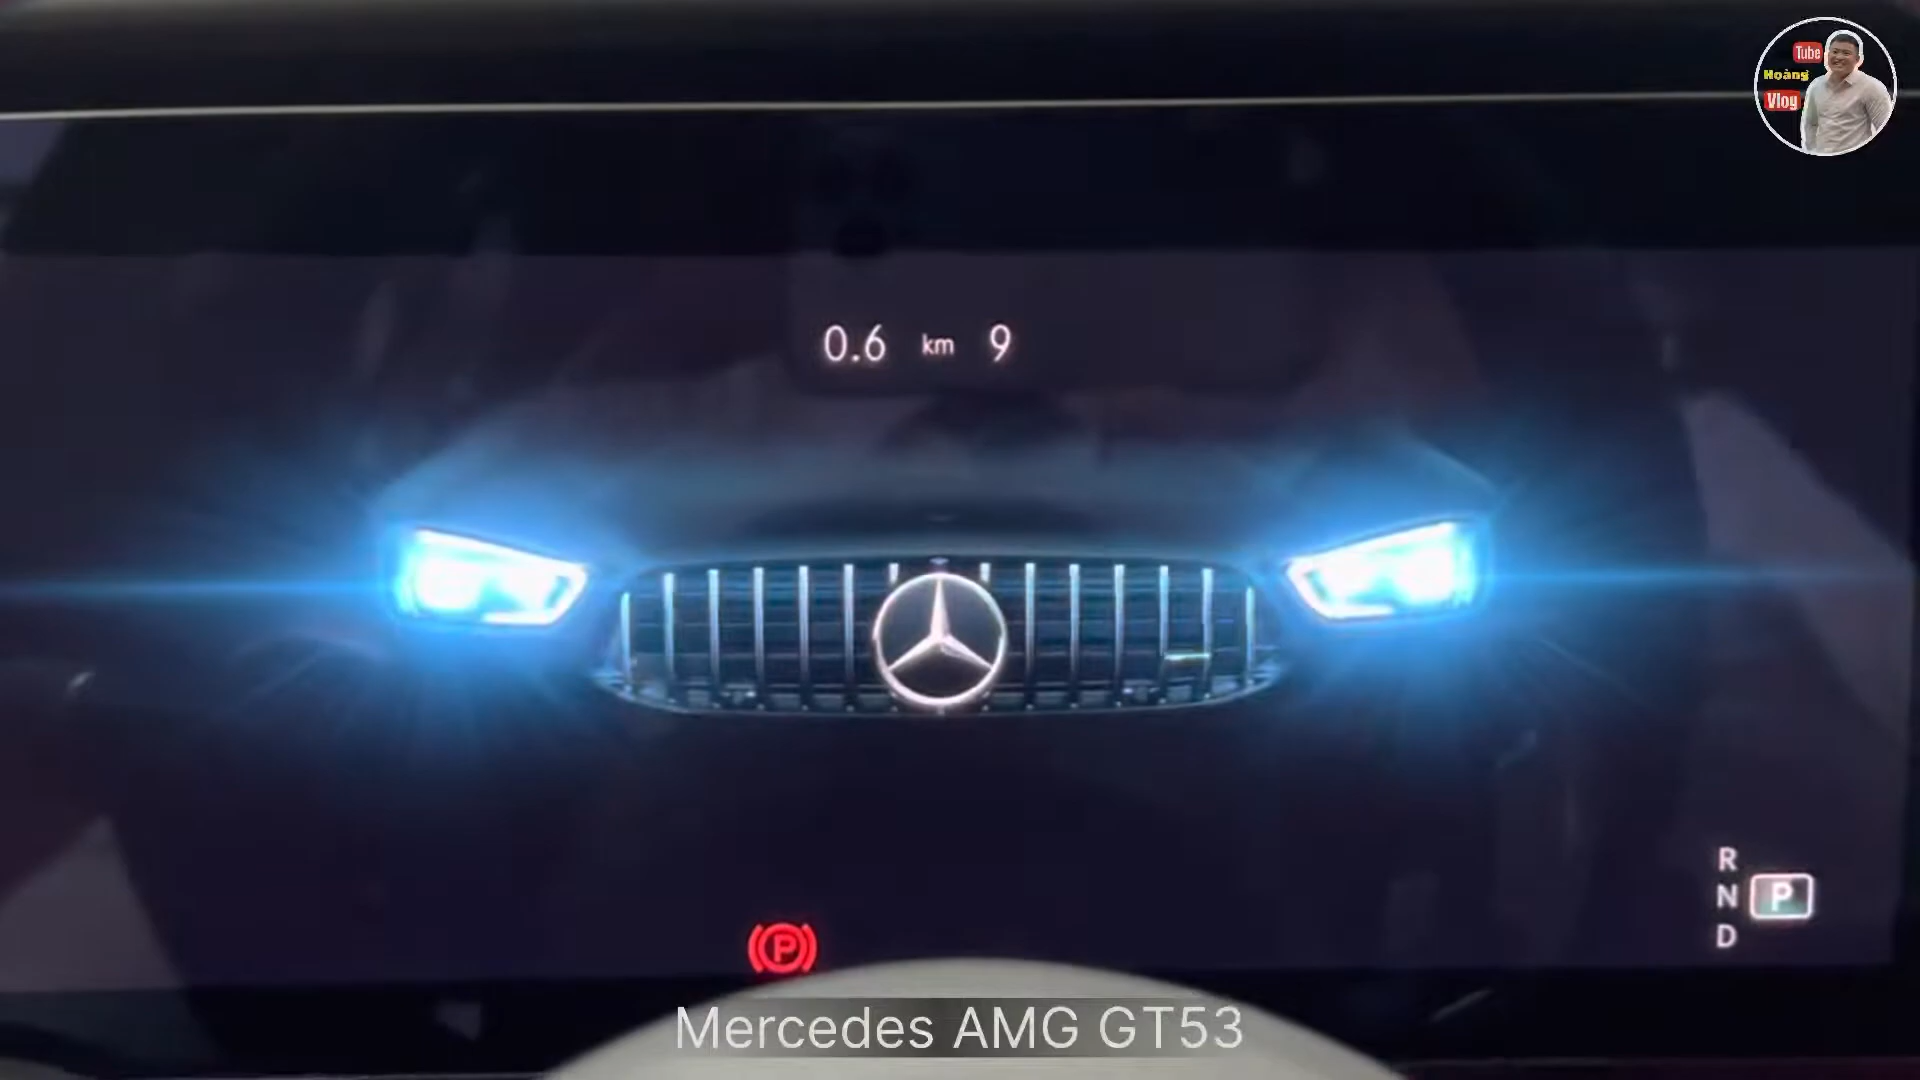 Tube
Hoàng
Vlog
0.6 km 9
R
N P
D
P
Mercedes AMG GT53